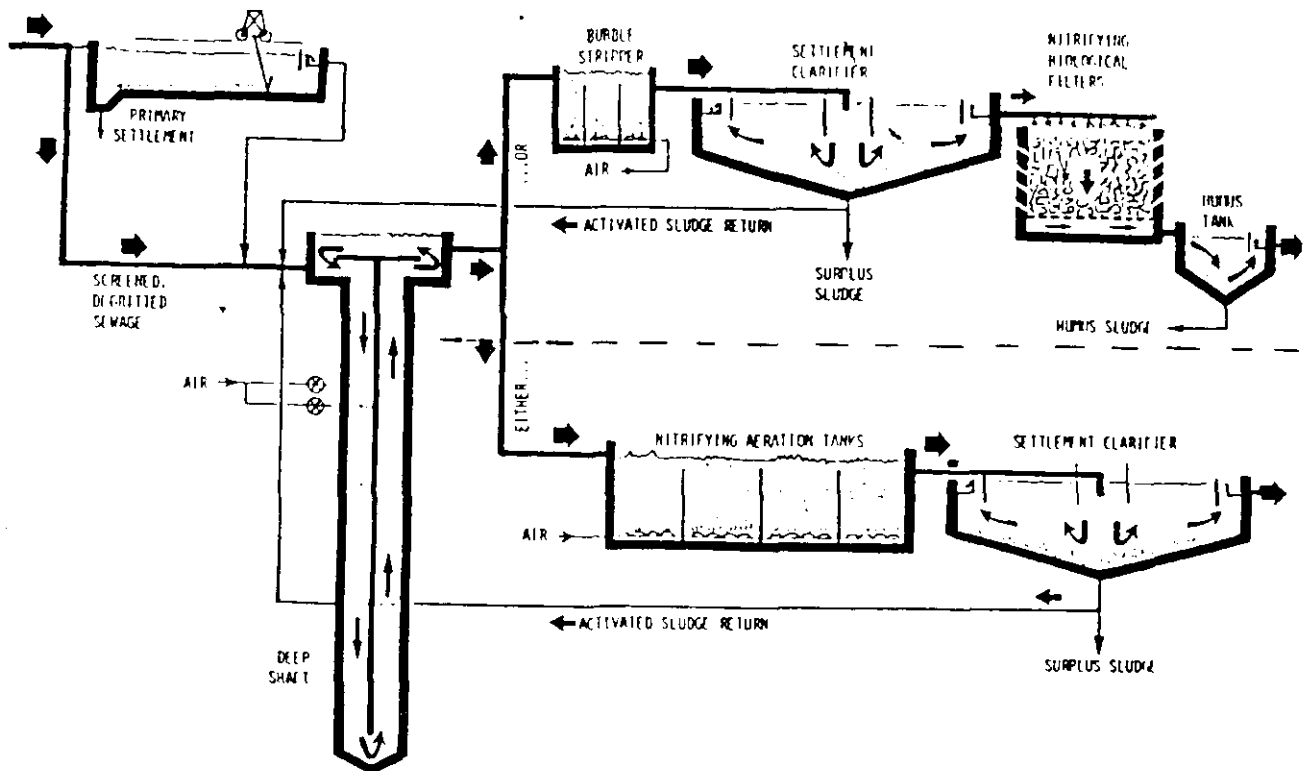 PRIMARY
SETTLEMENT
BUBBLE
STRIPPER
SETTLEMENT
CLARIFIER
NITRIFYING
BIOLOGICAL
FILTERS
AIR
...OR
ACTIVATED SLUDGE RETURN
HUMUS
TANK
SCREENED,
DEGRITTED
SEWAGE
SURPLUS
SLUDGE
HUMUS SLUDGE
AIR
EITHER...
NITRIFYING AERATION TANKS
SETTLEMENT CLARIFIER
AIR
ACTIVATED SLUDGE RETURN
DEEP
SHAFT
SURPLUS SLUDGE